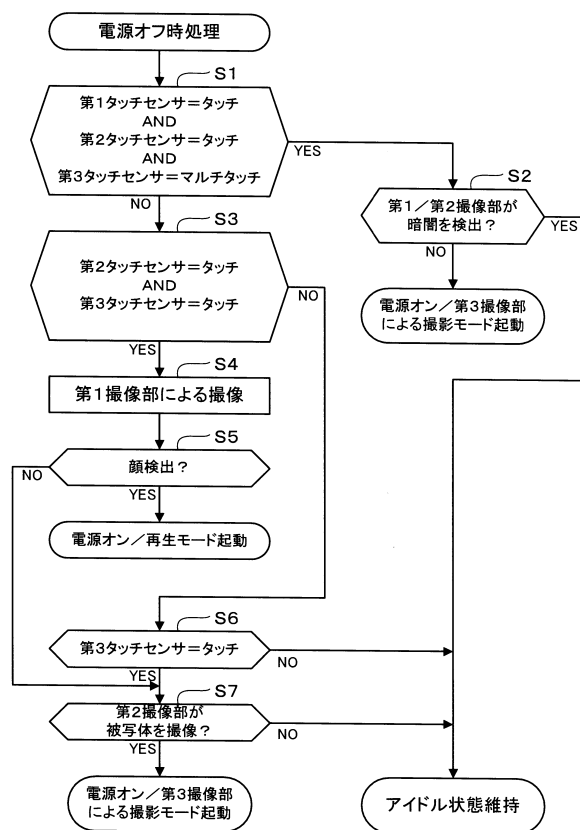 電源オフ時処理
S1
第1タッチセンサ=タッチ
AND
第2タッチセンサ=タッチ
AND
第3タッチセンサ=マルチタッチ
YES
NO
S2
第1/第2撮像部が
暗闇を検出?
YES
NO
電源オン/第3撮像部
による撮影モード起動
S3
第2タッチセンサ=タッチ
AND
第3タッチセンサ=タッチ
NO
YES
S4
第1撮像部による撮像
S5
顔検出?
NO
YES
電源オン/再生モード起動
S6
第3タッチセンサ=タッチ
NO
YES
S7
第2撮像部が
被写体を撮像?
NO
YES
電源オン/第3撮像部
による撮影モード起動
アイドル状態維持